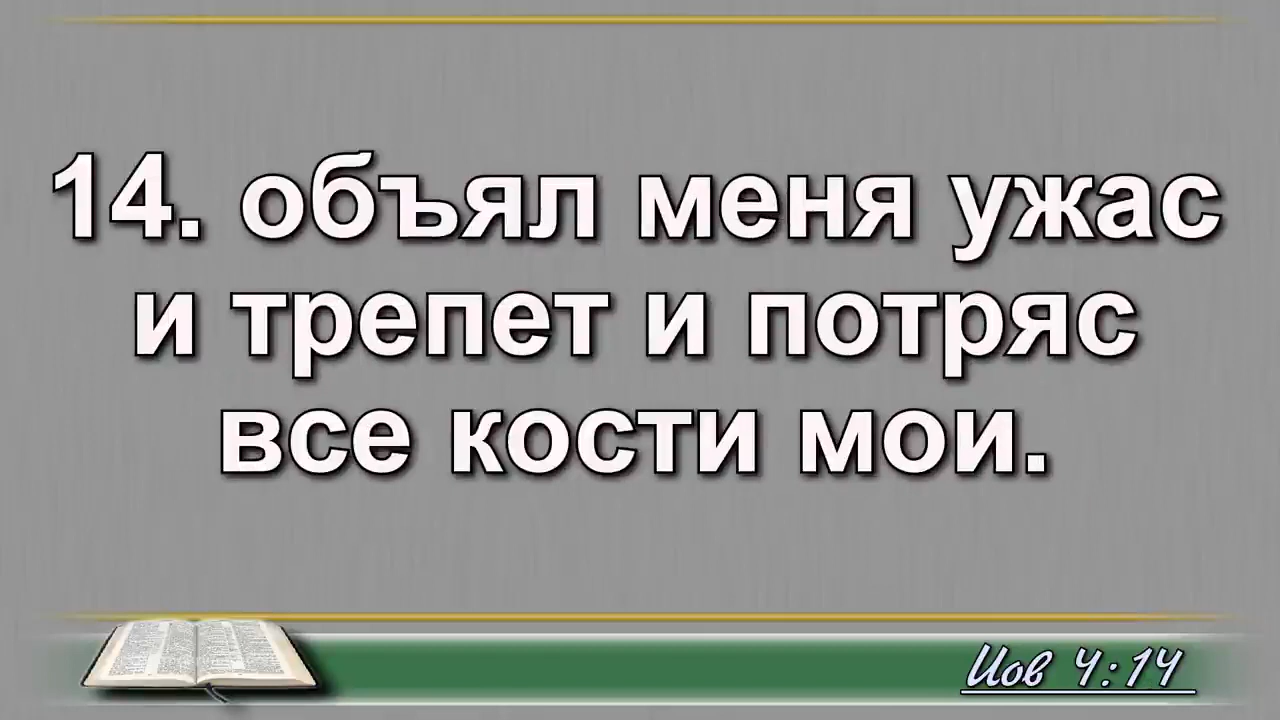 14. объял меня ужас
и трепет и потряс
все кости мои.
Иов 4:14